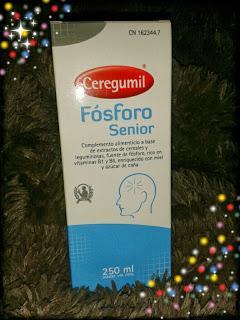 CN 162344.7
Ceregumil®
Fósforo
Senior
Complemento alimenticio a base
de extractos de cereales y
leguminosas, fuente de fósforo, rico en
vitaminas B1 y B6, enriquecido con miel
y azúcar de caña
250 ml